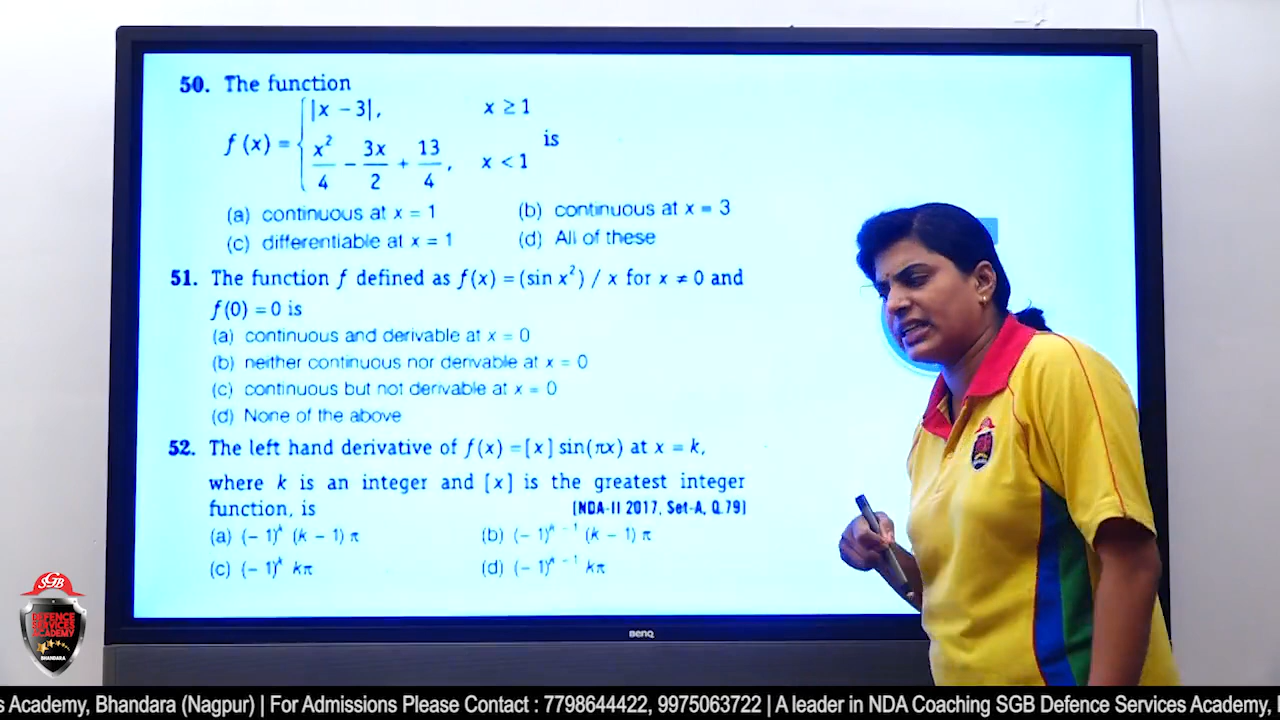 50. The function
f (x) = { |x – 3|, x ≥ 1
x²/4 – 3x/2 + 13/4, x < 1 is
(a) continuous at x = 1 (b) continuous at x = 3
(c) differentiable at x = 1 (d) All of these
51. The function f defined as f(x) = (sin x²) / x for x ≠ 0 and
f(0) = 0 is
(a) continuous and derivable at x = 0
(b) neither continuous nor derivable at x = 0
(c) continuous but not derivable at x = 0
(d) None of the above
52. The left hand derivative of f(x) = [x] sin(πx) at x = k,
where k is an integer and [x] is the greatest integer
function, is [NDA-II 2017, Set-A, Q.79]
(a) (– 1)ᵏ (k – 1) π (b) (– 1)ᵏ ⁻ ¹ (k – 1) π
(c) (– 1)ᵏ kπ (d) (– 1)ᵏ ⁻ ¹ kπ
BenQ
SGB
DEFENCE
SERVICES
ACADEMY
BHANDARA
s Academy, Bhandara (Nagpur) | For Admissions Please Contact : 7798644422, 9975063722 | A leader in NDA Coaching SGB Defence Services Academy,